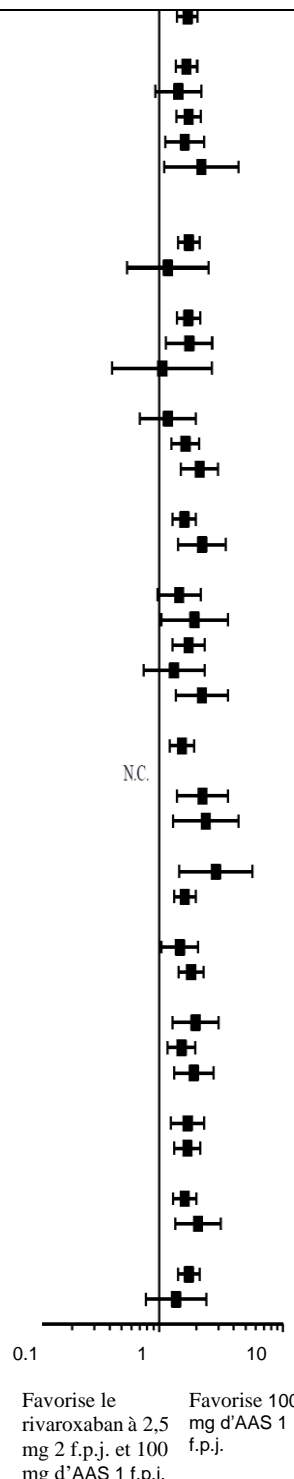 N.C.
0.1 1 10
Favorise le
rivaroxaban à 2,5
mg 2 f.p.j. et 100
mg d'AAS 1 f.p.j.
Favorise 100
mg d'AAS 1
f.p.j.